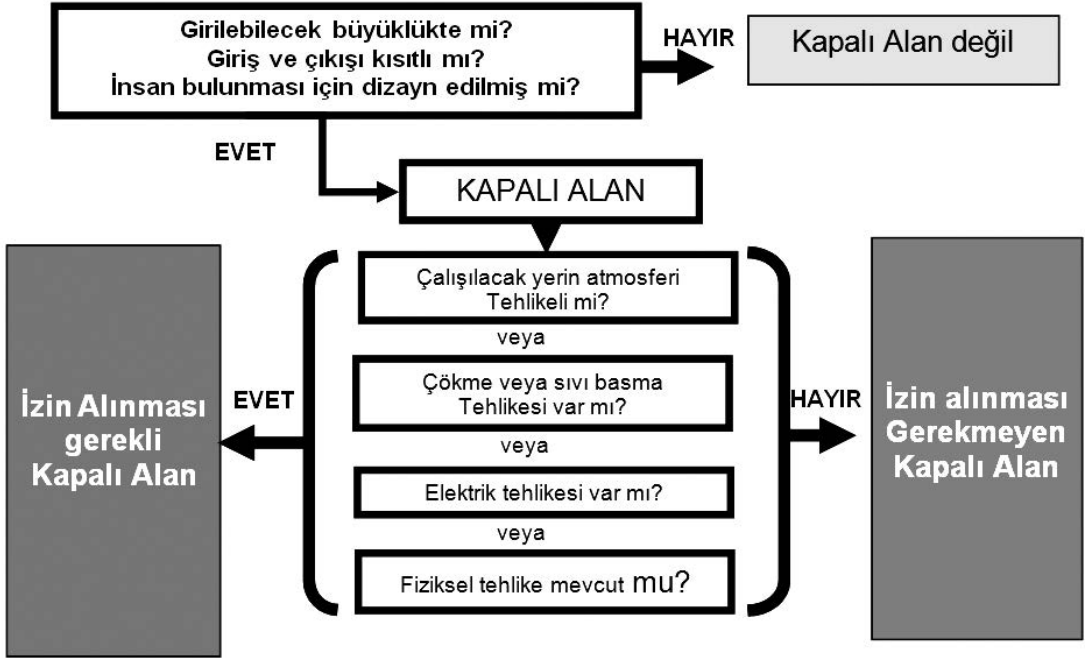 Girilebilecek büyüklükte mi?
Giriş ve çıkışı kısıtlı mı?
İnsan bulunması için dizayn edilmiş mi?
HAYIR
Kapalı Alan değil
EVET
KAPALI ALAN
Çalışılacak yerin atmosferi
Tehlikeli mi?
veya
Çökme veya sıvı basma
Tehlikesi var mı?
veya
Elektrik tehlikesi var mı?
veya
Fiziksel tehlike mevcut mu?
EVET
İzin Alınması
gerekli
Kapalı Alan
HAYIR
İzin alınması
Gerekmeyen
Kapalı Alan